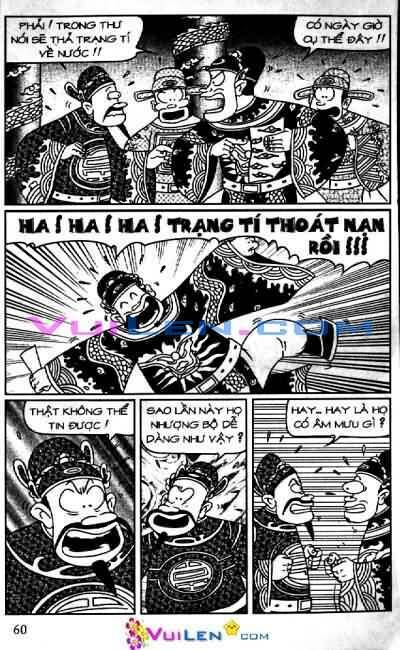 PHẢI! TRONG THƯ
NÓI SẼ THẢ TRẠNG TÍ
VỀ NƯỚC!!
CÓ NGÀY GIỜ
CỤ THỂ ĐÂY!!
HA! HA! HA! TRẠNG TÍ THOÁT NẠN
RỒI!!!
VuiLen.com
THẬT KHÔNG THỂ
TIN ĐƯỢC!
SAO LẦN NÀY HỌ
NHƯỢNG BỘ DỄ
DÀNG NHƯ VẬY?
HAY... HAY LÀ HỌ
CÓ ÂM MƯU GÌ?
60
VuiLen.com